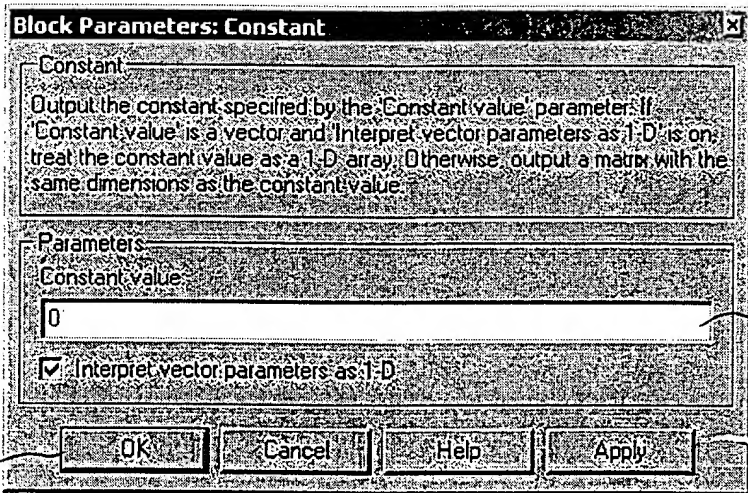 Block Parameters: Constant
Constant
Output the constant specified by the 'Constant value' parameter. If
'Constant value' is a vector and 'Interpret vector parameters as 1-D' is on,
treat the constant value as a 1-D array. Otherwise, output a matrix with the
same dimensions as the constant value.
Parameters
Constant value:
0
Interpret vector parameters as 1-D
OK Cancel Help Apply